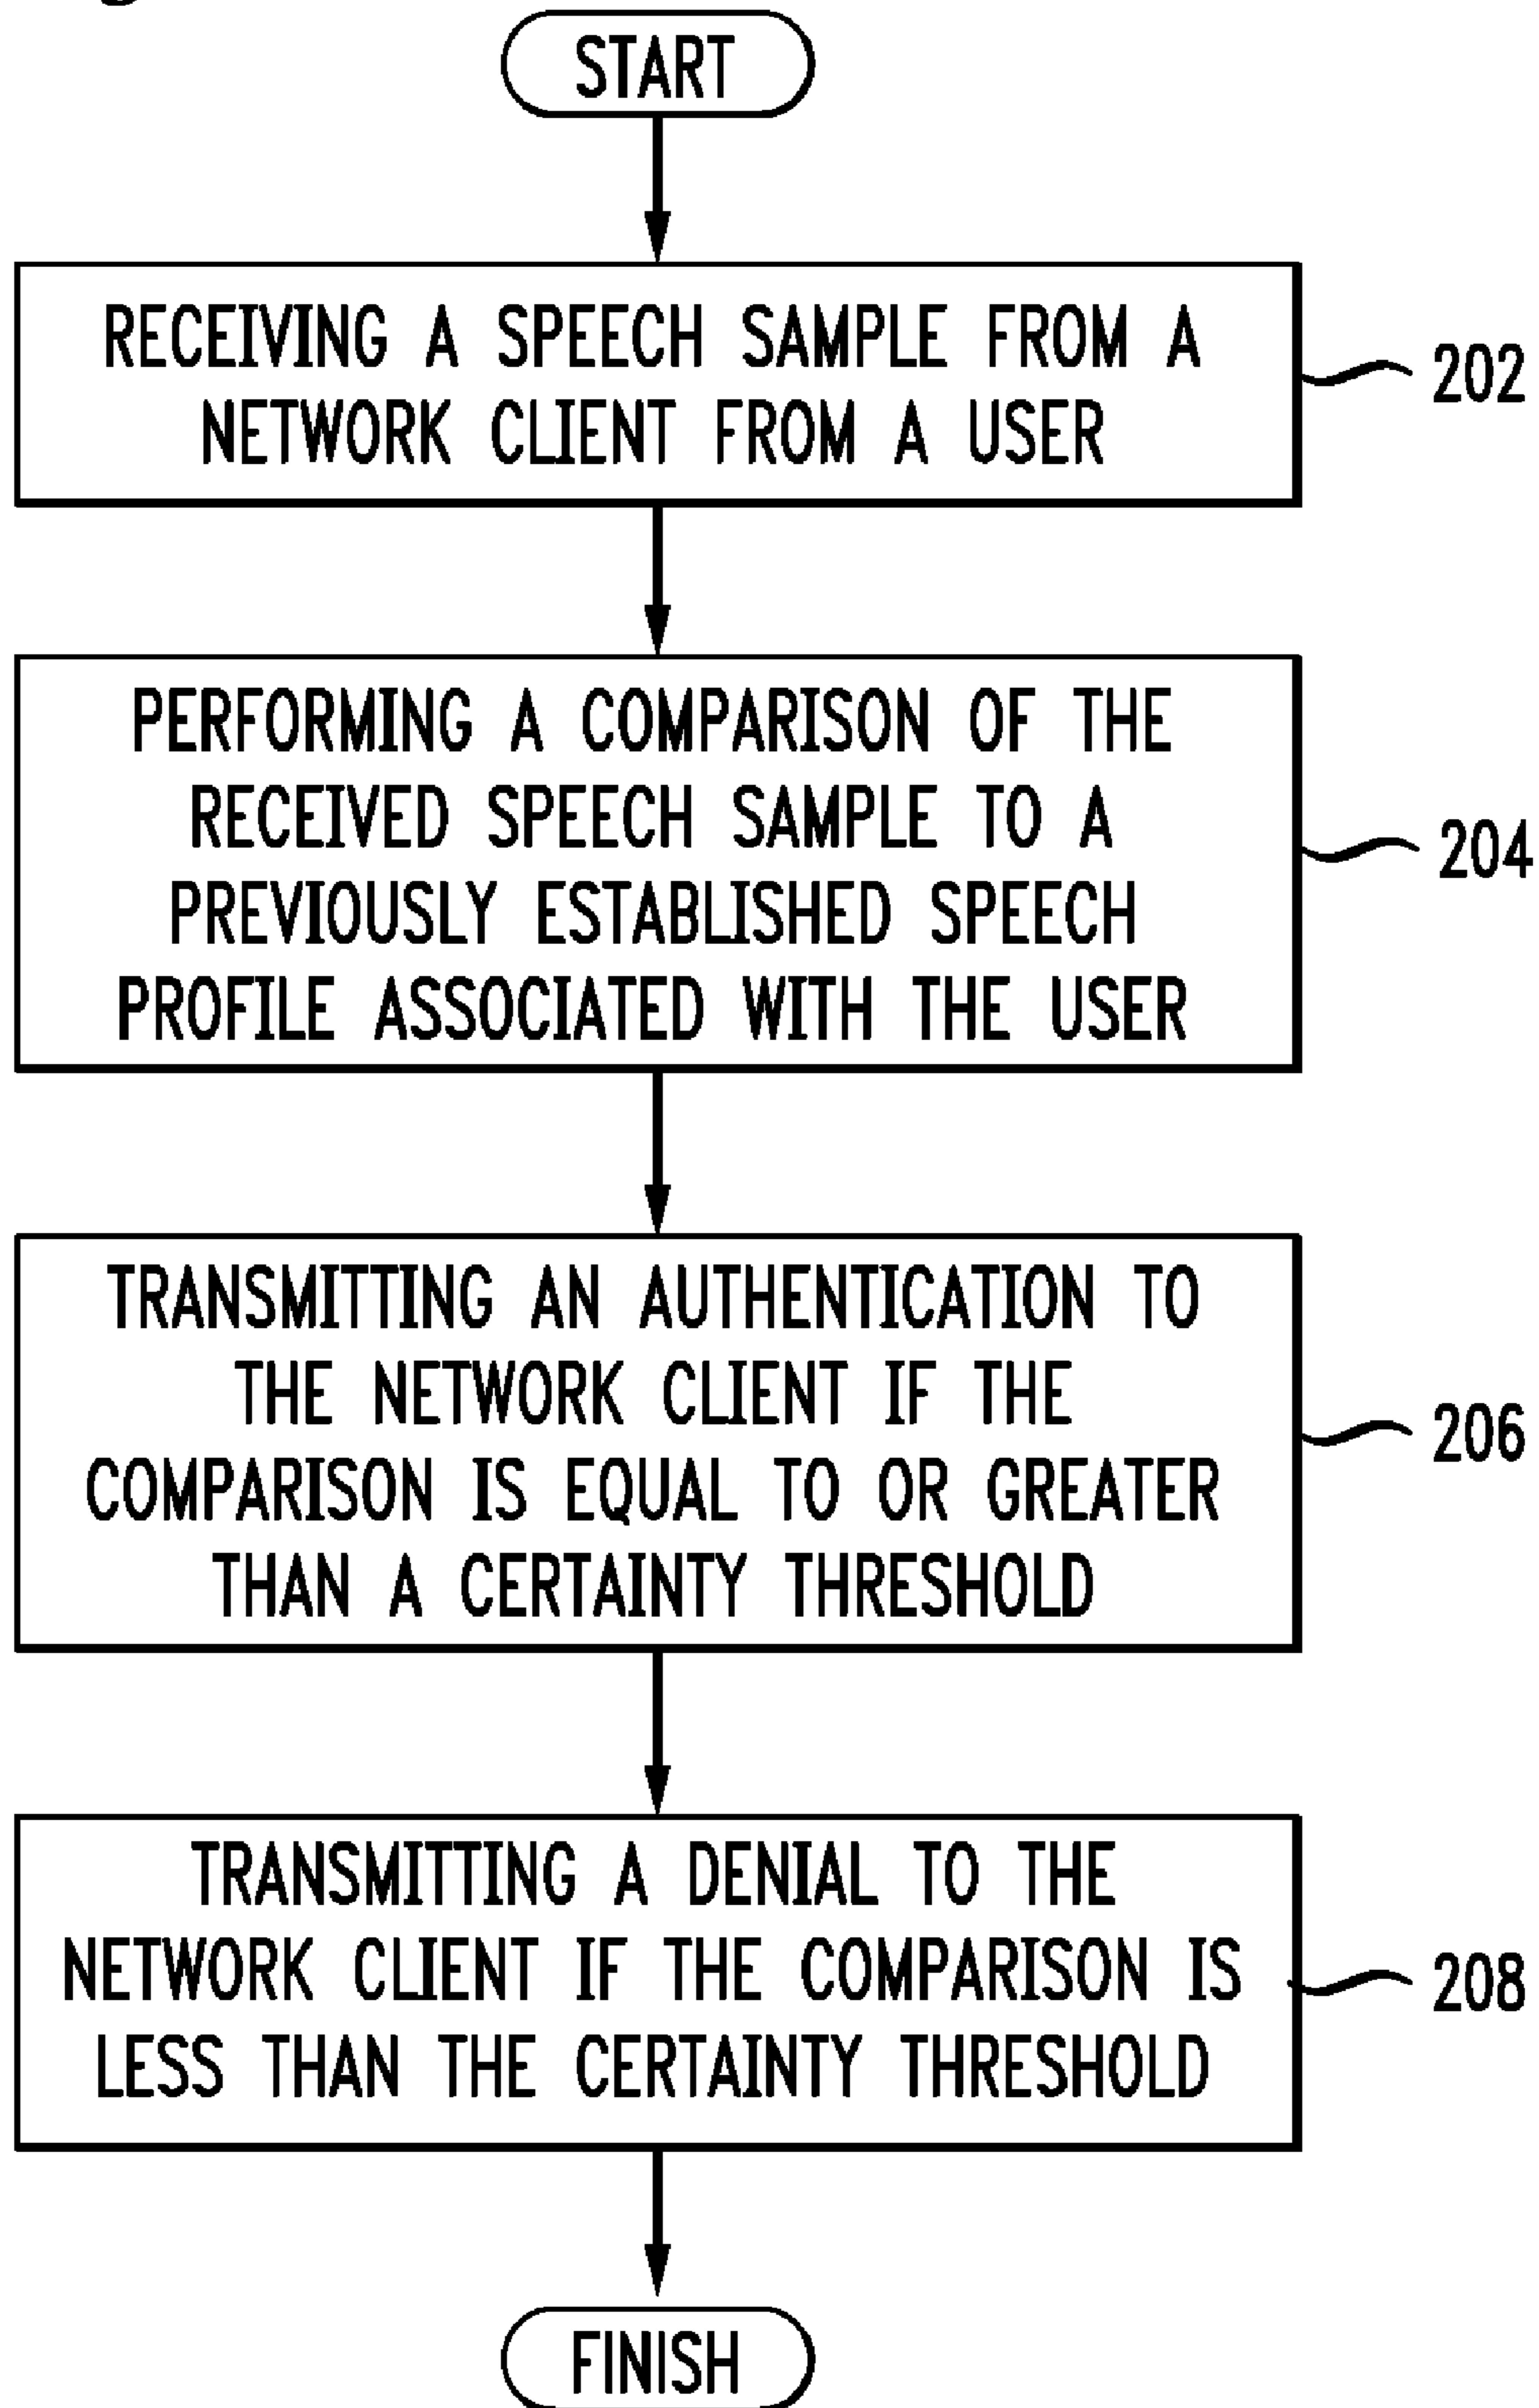 START
RECEIVING A SPEECH SAMPLE FROM A
NETWORK CLIENT FROM A USER
202
PERFORMING A COMPARISON OF THE
RECEIVED SPEECH SAMPLE TO A
PREVIOUSLY ESTABLISHED SPEECH
PROFILE ASSOCIATED WITH THE USER
204
TRANSMITTING AN AUTHENTICATION TO
THE NETWORK CLIENT IF THE
COMPARISON IS EQUAL TO OR GREATER
THAN A CERTAINTY THRESHOLD
206
TRANSMITTING A DENIAL TO THE
NETWORK CLIENT IF THE COMPARISON IS
LESS THAN THE CERTAINTY THRESHOLD
208
FINISH